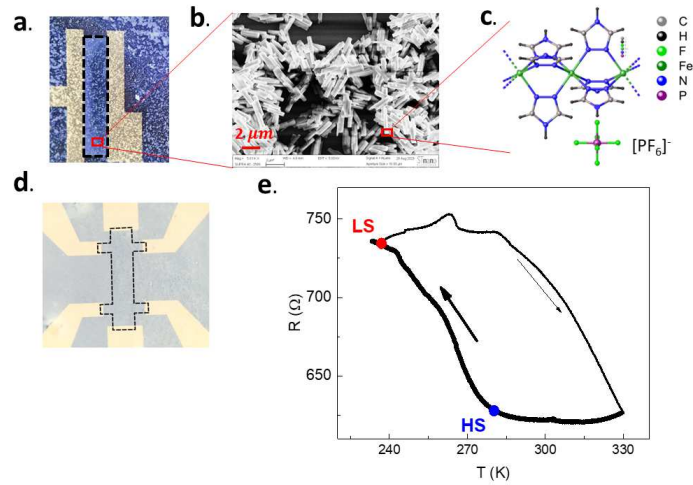 a.
b.
c.
2 μm
C
H
F
Fe
N
P
[PF6]-
d.
e.
750
700
650
R (Ω)
LS
HS
240
270
300
330
T (K)